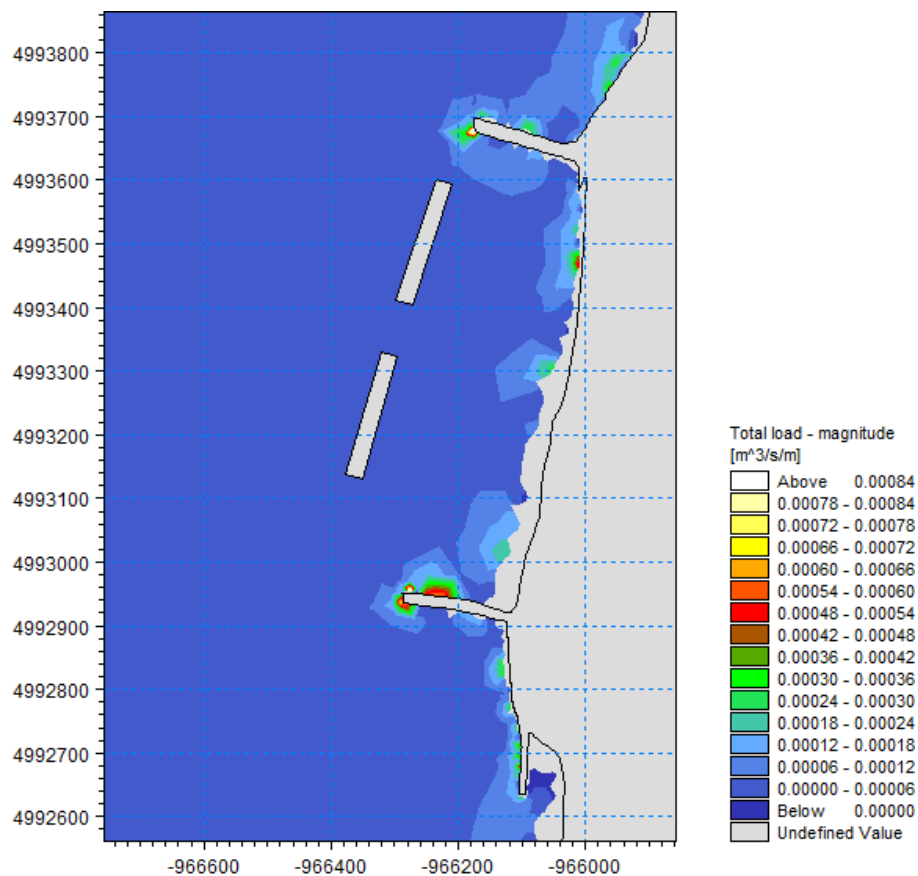 4993800
4993700
4993600
4993500
4993400
4993300
4993200
4993100
4993000
4992900
4992800
4992700
4992600
-966600 -966400 -966200 -966000
Total load - magnitude
[m^3/s/m]
Above 0.00084
0.00078 - 0.00084
0.00072 - 0.00078
0.00066 - 0.00072
0.00060 - 0.00066
0.00054 - 0.00060
0.00048 - 0.00054
0.00042 - 0.00048
0.00036 - 0.00042
0.00030 - 0.00036
0.00024 - 0.00030
0.00018 - 0.00024
0.00012 - 0.00018
0.00006 - 0.00012
0.00000 - 0.00006
Below 0.00000
Undefined Value